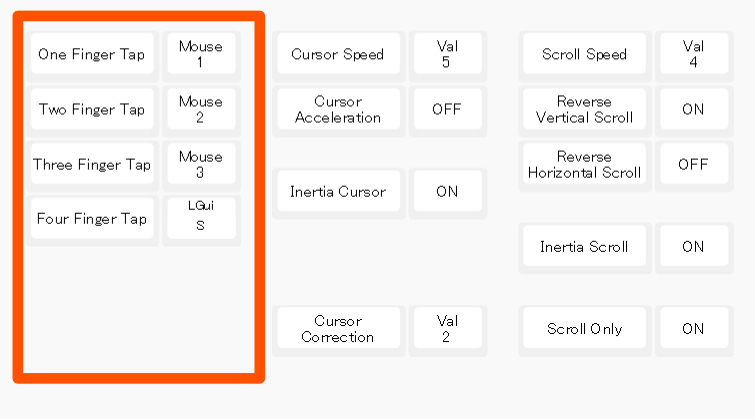 One Finger Tap
Mouse
1
Two Finger Tap
Mouse
2
Three Finger Tap
Mouse
3
Four Finger Tap
LGui
S
Cursor Speed
Val
5
Cursor
Acceleration
OFF
Inertia Cursor
ON
Cursor
Correction
Val
2
Scroll Speed
Val
4
Reverse
Vertical Scroll
ON
Reverse
Horizontal Scroll
OFF
Inertia Scroll
ON
Scroll Only
ON